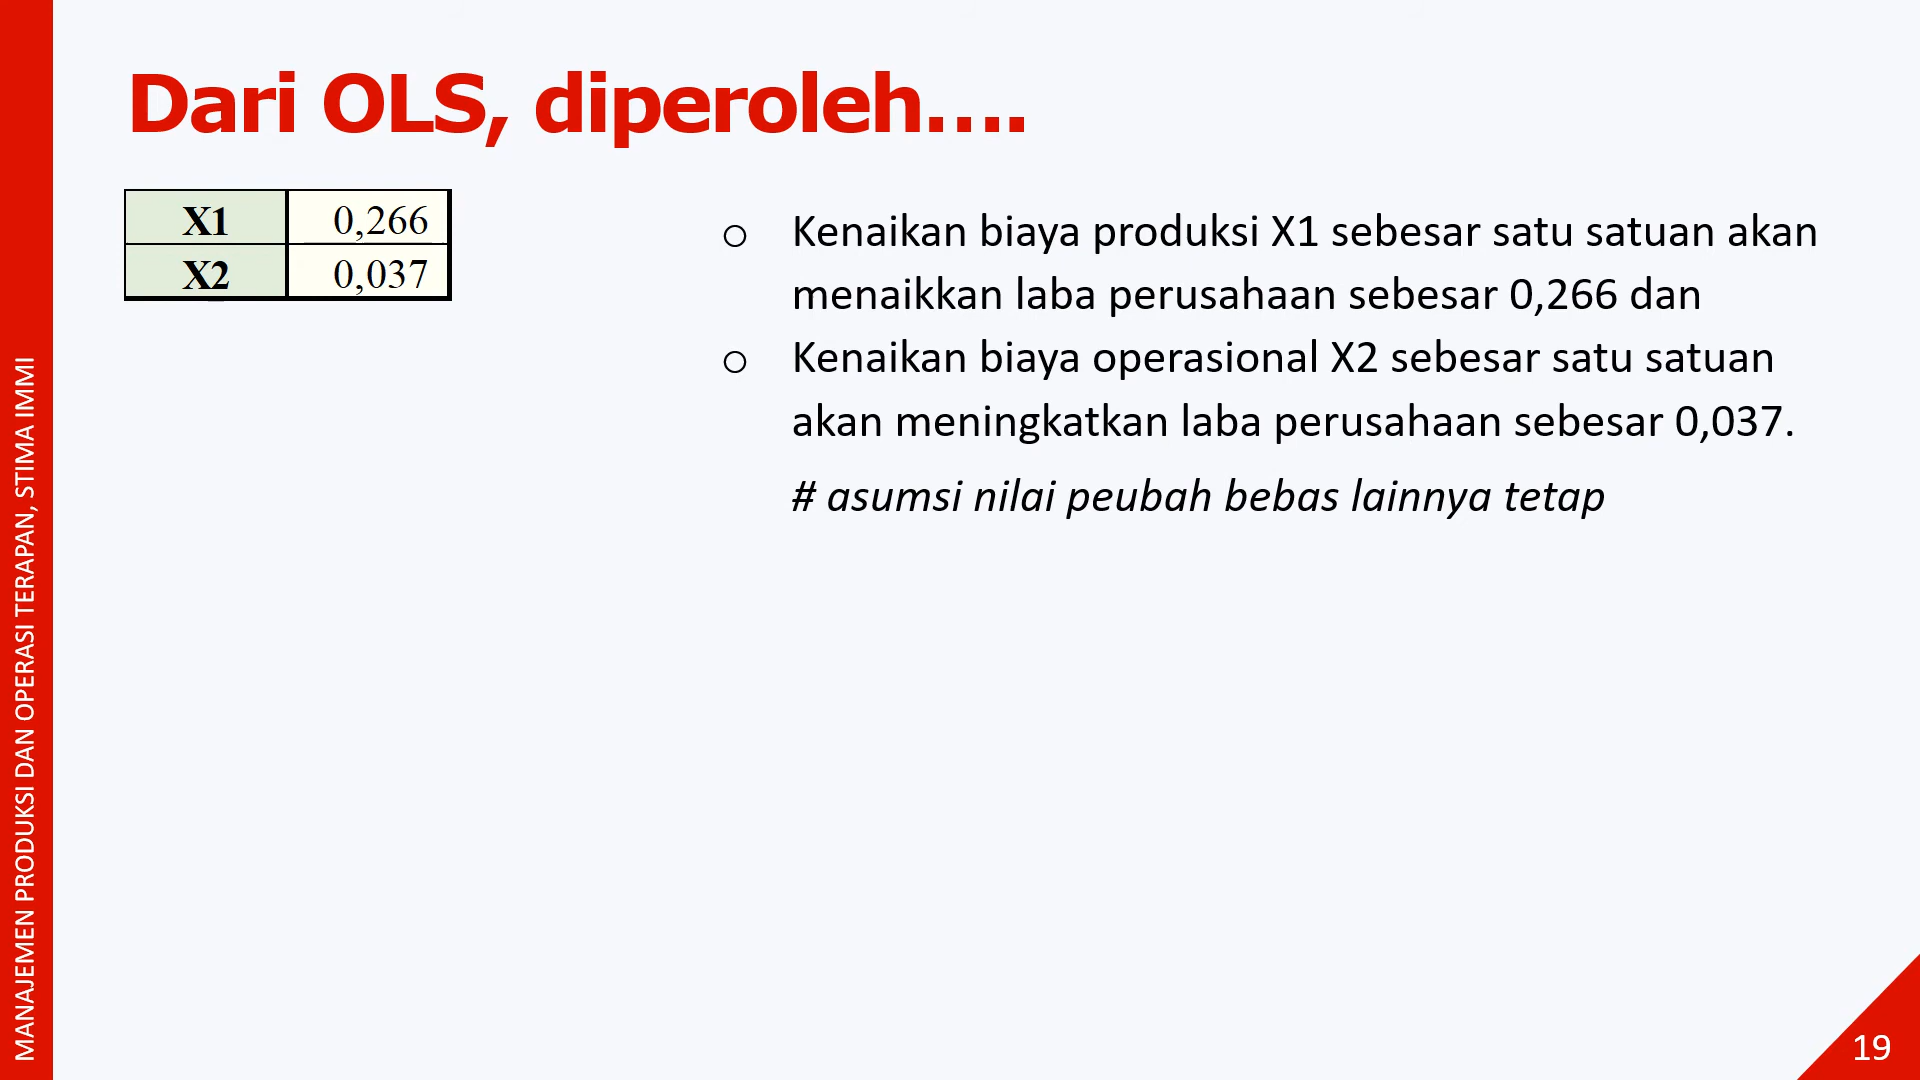 Dari OLS, diperoleh....
X1 0,266
X2 0,037
o Kenaikan biaya produksi X1 sebesar satu satuan akan
menaikkan laba perusahaan sebesar 0,266 dan
o Kenaikan biaya operasional X2 sebesar satu satuan
akan meningkatkan laba perusahaan sebesar 0,037.
# asumsi nilai peubah bebas lainnya tetap
MANAJEMEN PRODUKSI DAN OPERASI TERAPAN, STIMA IMMI
19